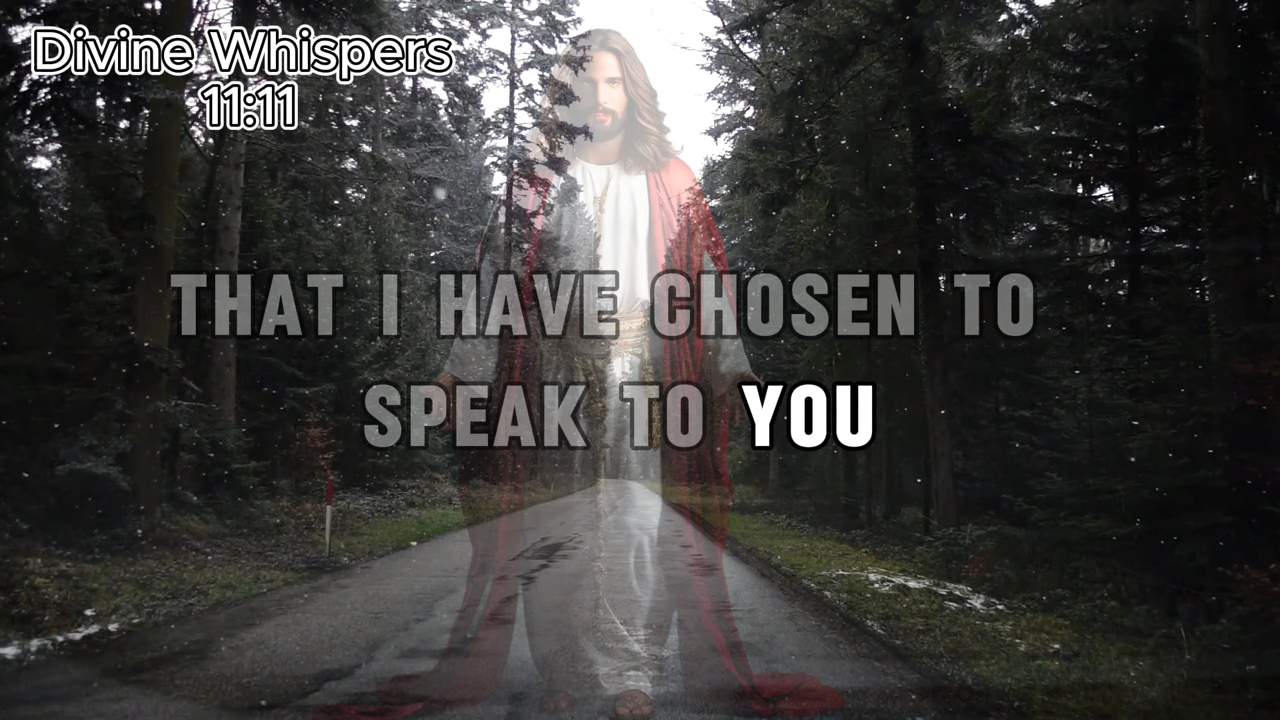 Divine Whispers
11:11
THAT I HAVE CHOSEN TO
SPEAK TO YOU